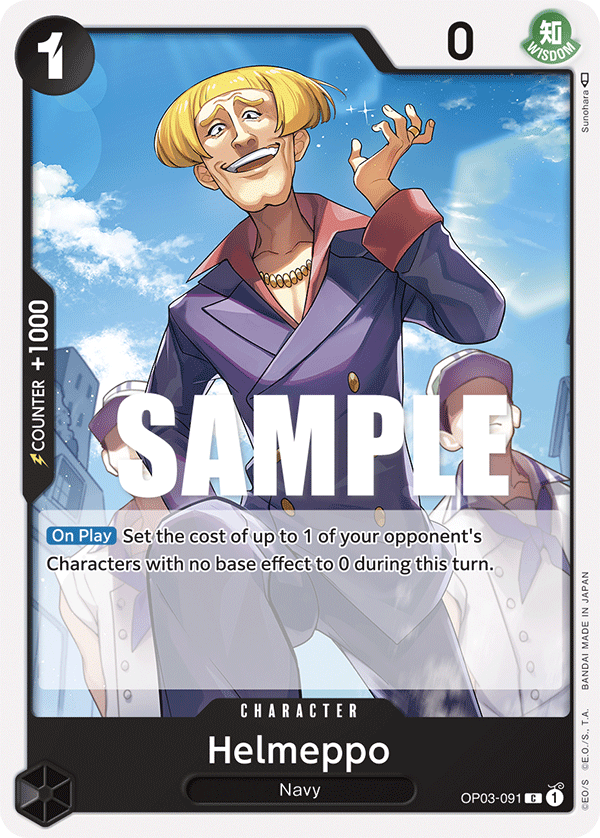 1
0
知
WISDOM
Sunohara
COUNTER +1000
SAMPLE
On Play Set the cost of up to 1 of your opponent's
Characters with no base effect to 0 during this turn.
CHARACTER
Helmeppo
Navy
OP03-091 C 1
©EO/S ©E.O./S., T.A. BANDAI MADE IN JAPAN